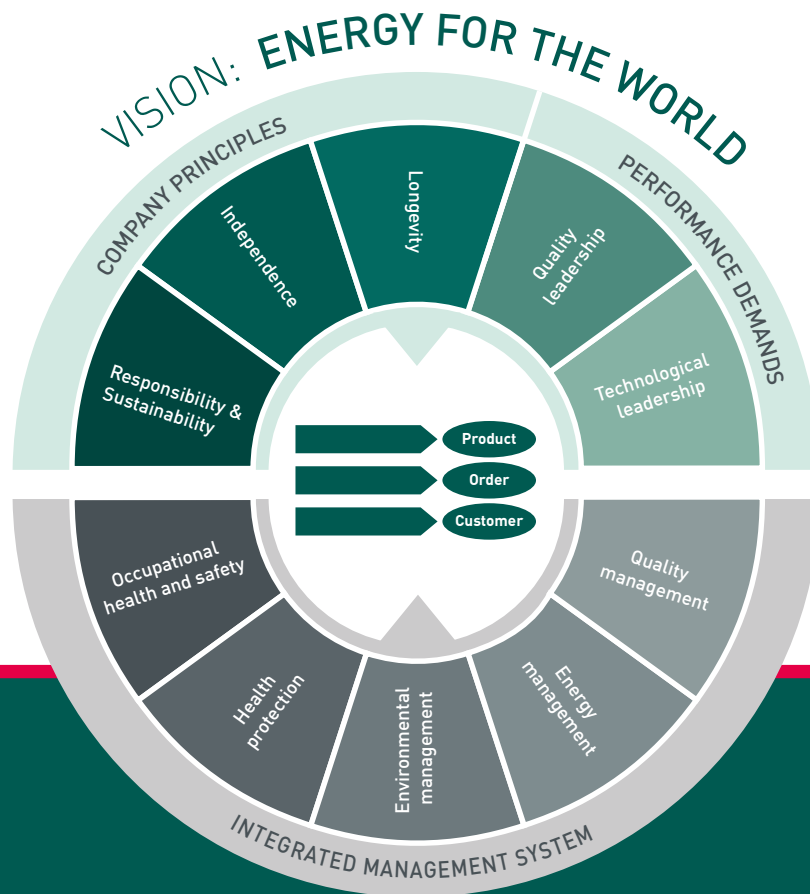 VISION: ENERGY FOR THE WORLD
COMPANY PRINCIPLES
PERFORMANCE DEMANDS
Responsibility &
Sustainability
Independence
Longevity
Quality
leadership
Technological
leadership
Product
Order
Customer
Occupational
health and safety
Health
protection
Environmental
management
Energy
management
Quality
management
INTEGRATED MANAGEMENT SYSTEM